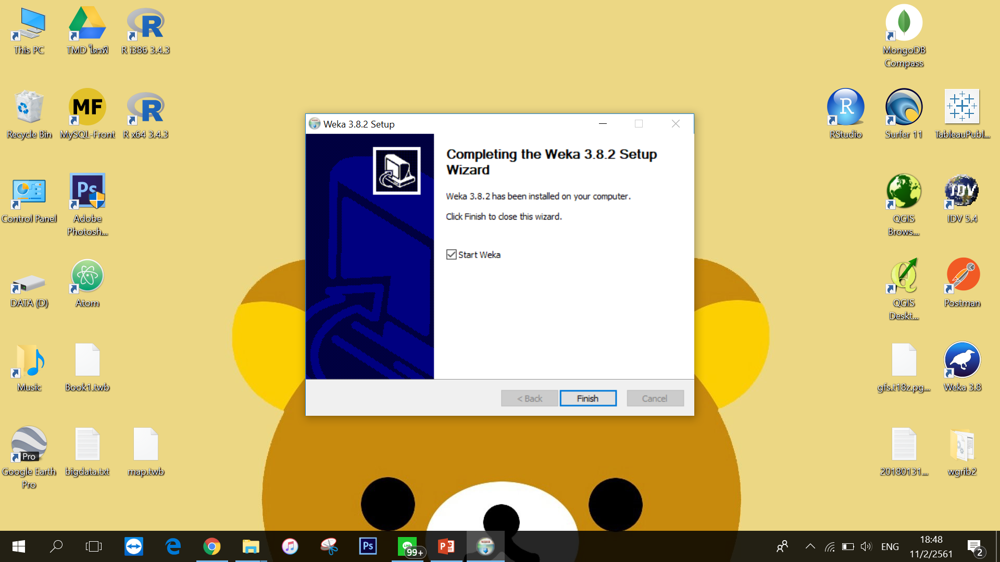 This PC
TMD ไดรฟ์
R i386 3.4.3
MongoDB
Compass
Recycle Bin
MF
MySQL-Front
R x64 3.4.3
R
RStudio
Surfer 11
TableauPubl...
Weka 3.8.2 Setup
Completing the Weka 3.8.2 Setup
Wizard
Weka 3.8.2 has been installed on your computer.
Click Finish to close this wizard.
Start Weka
< Back
Finish
Cancel
Control Panel
Ps
Adobe
Photosh...
QGIS
Brows...
IDV
IDV 5.4
DATA (D)
Atom
QGIS
Deskt...
Postman
Music
Book1.twb
gfs.t18z.pg...
Weka 3.8
Pro
Google Earth
Pro
bigdata.txt
map.twb
20180131...
wgrib2
Ps
99+
ENG
18:48
11/2/2561
2